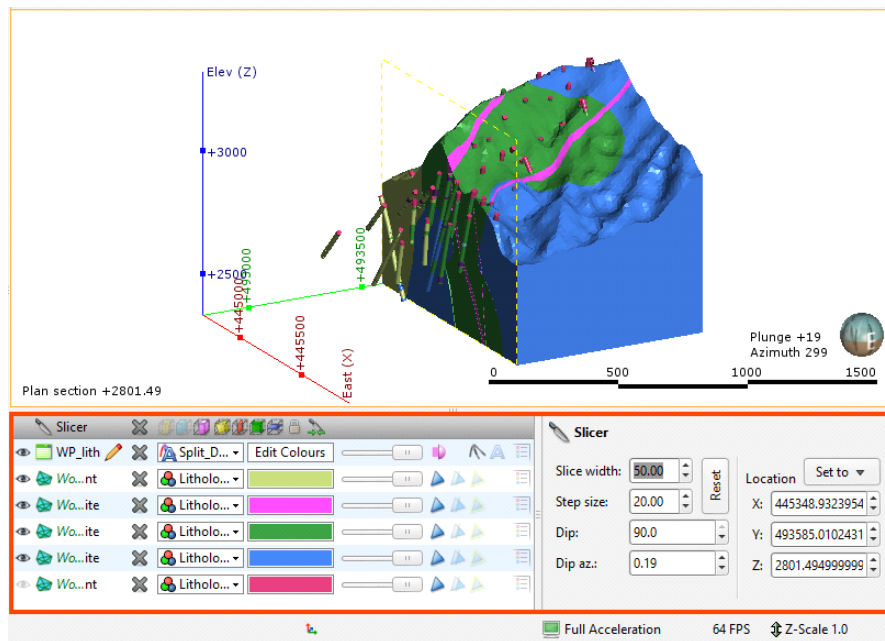 Elev (Z)
+3000
+2500
+499000
+493500
+445000
+445500
East (X)
Plunge +19
Azimuth 299
E
0 500 1000 1500
Plan section +2801.49
Slicer
WP_lith Split_D... Edit Colours
Wo...nt Litholo...
Wo...ite Litholo...
Wo...ite Litholo...
Wo...ite Litholo...
Wo...nt Litholo...
Slicer
Slice width: 50.00
Step size: 20.00
Reset
Dip: 90.0
Dip az.: 0.19
Location Set to
X: 445348.9323954
Y: 493585.0102431
Z: 2801.494999999
Full Acceleration 64 FPS Z-Scale 1.0